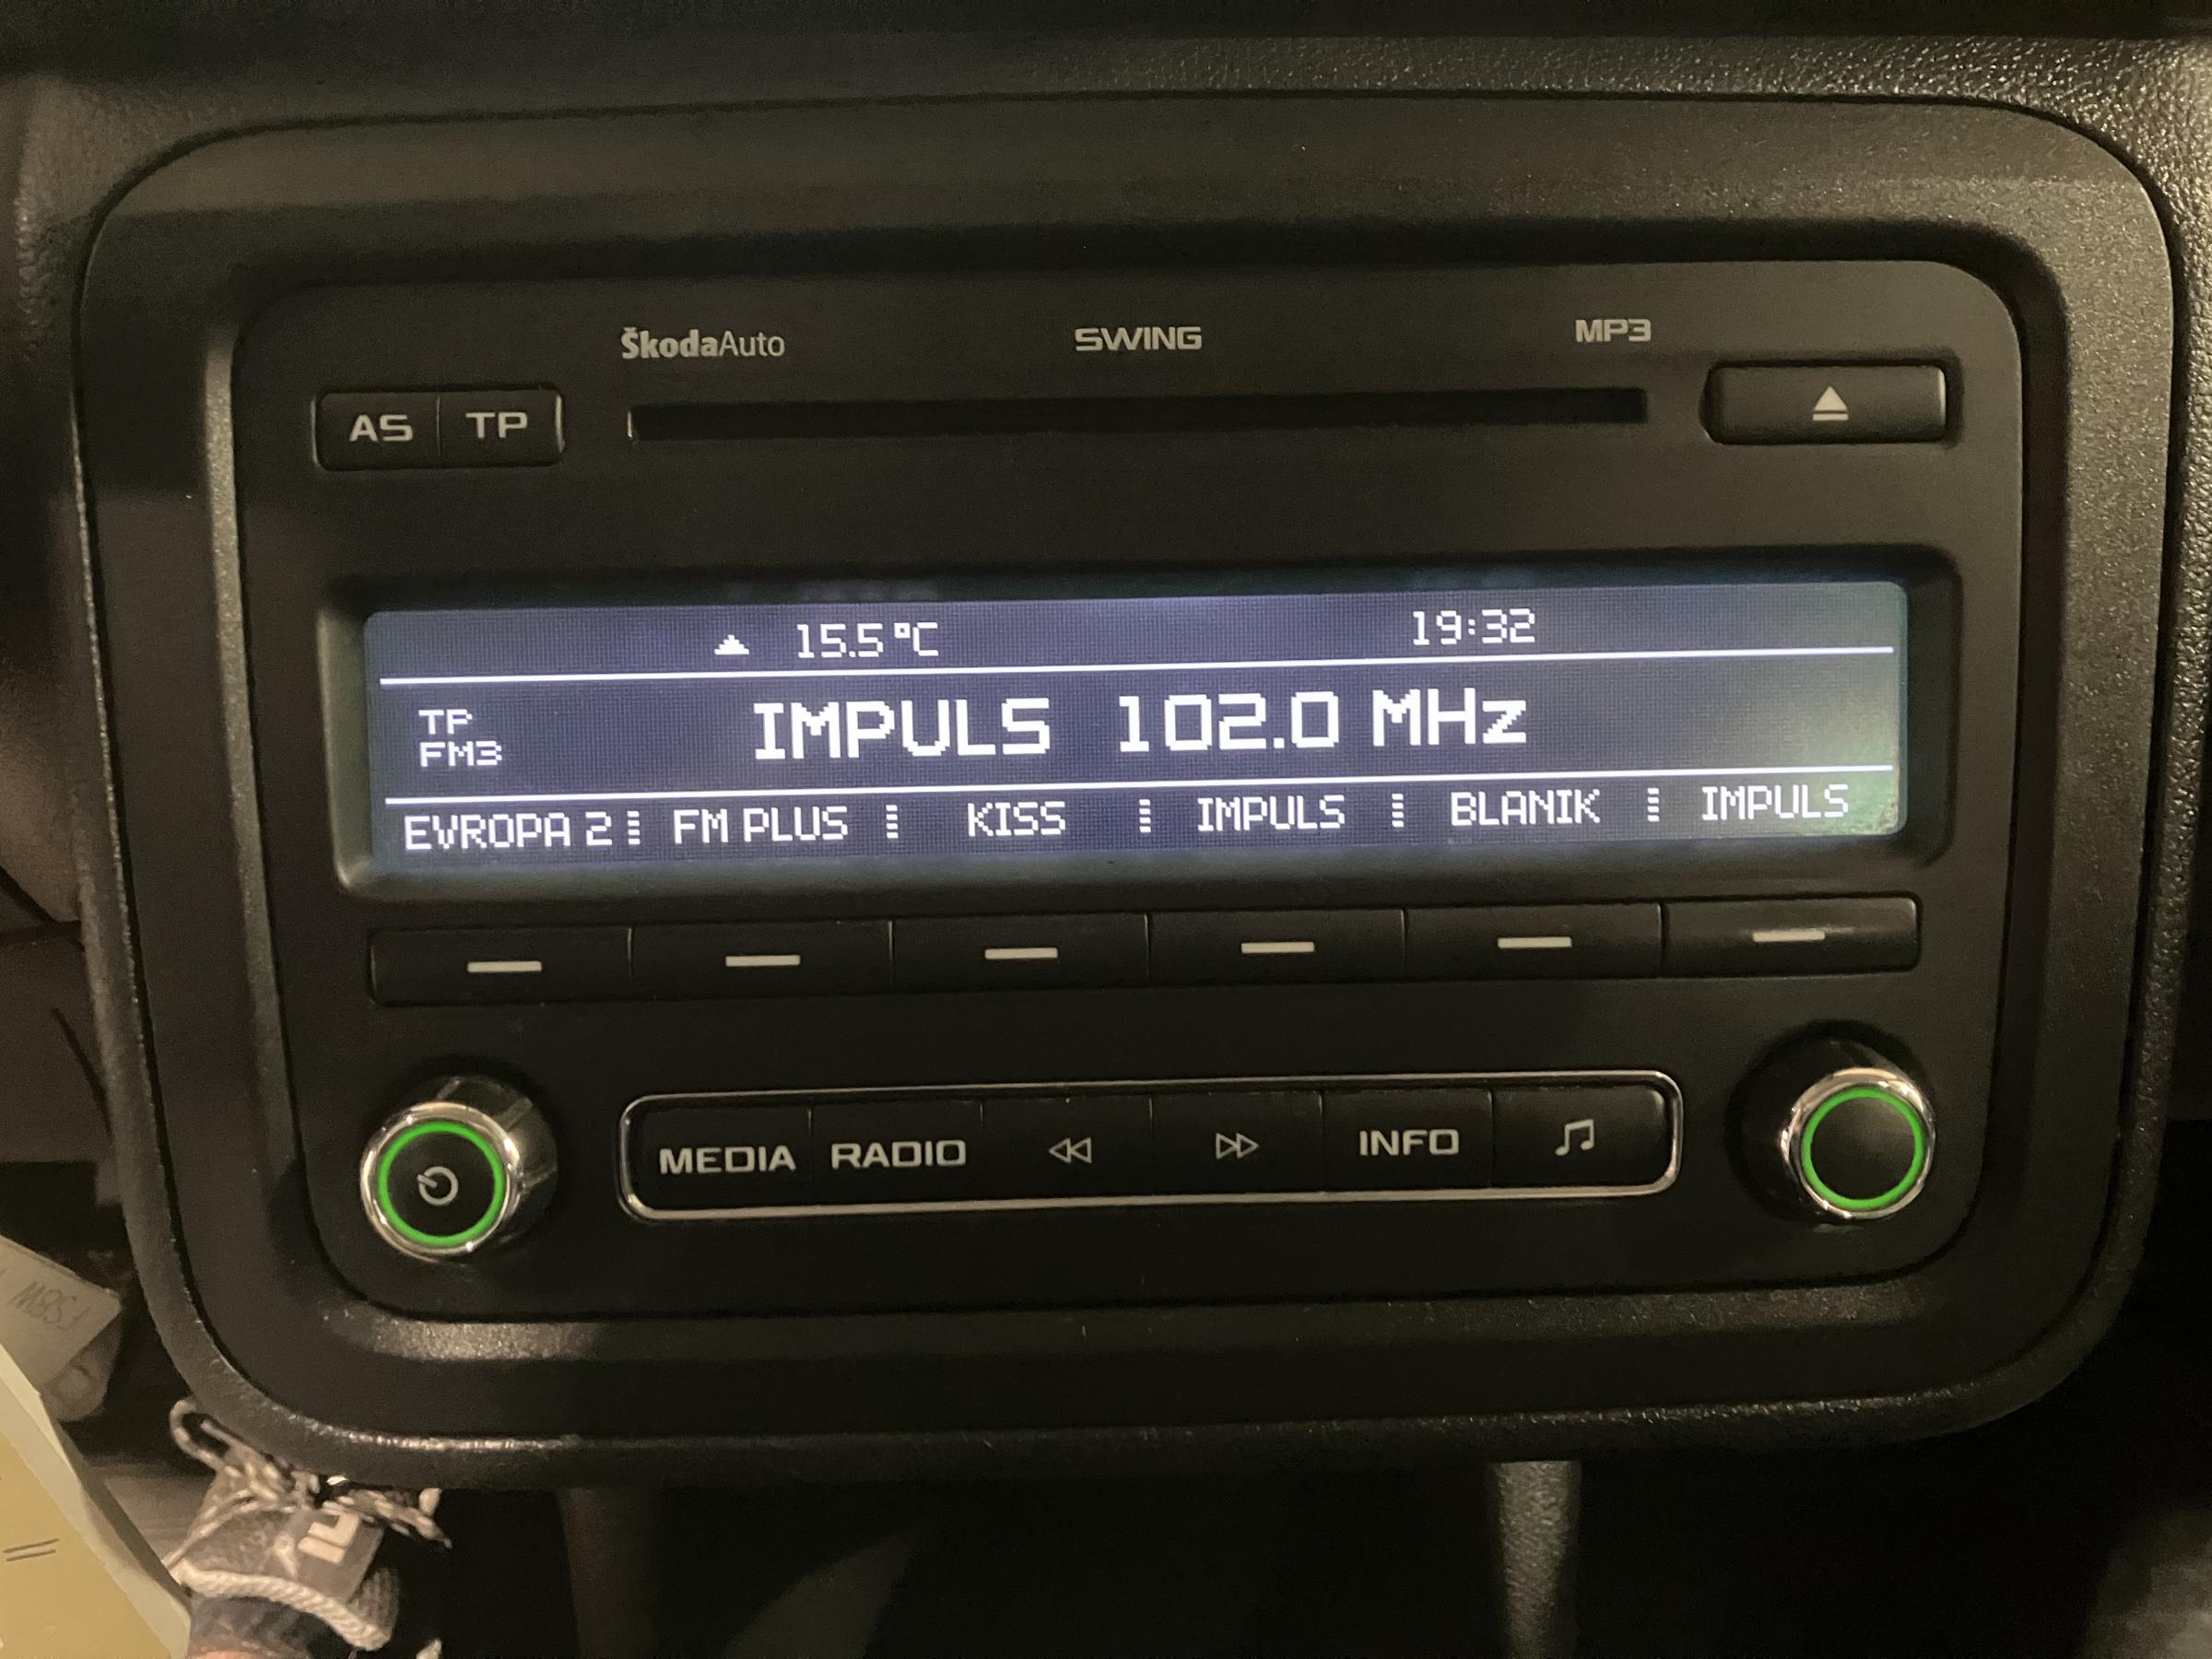 ŠkodaAuto SWING MP3
AS TP
15.5°C 19:32
TP
FM3
IMPULS 102.0 MHz
EVROPA 2 FM PLUS KISS IMPULS BLANIK IMPULS
MEDIA RADIO INFO